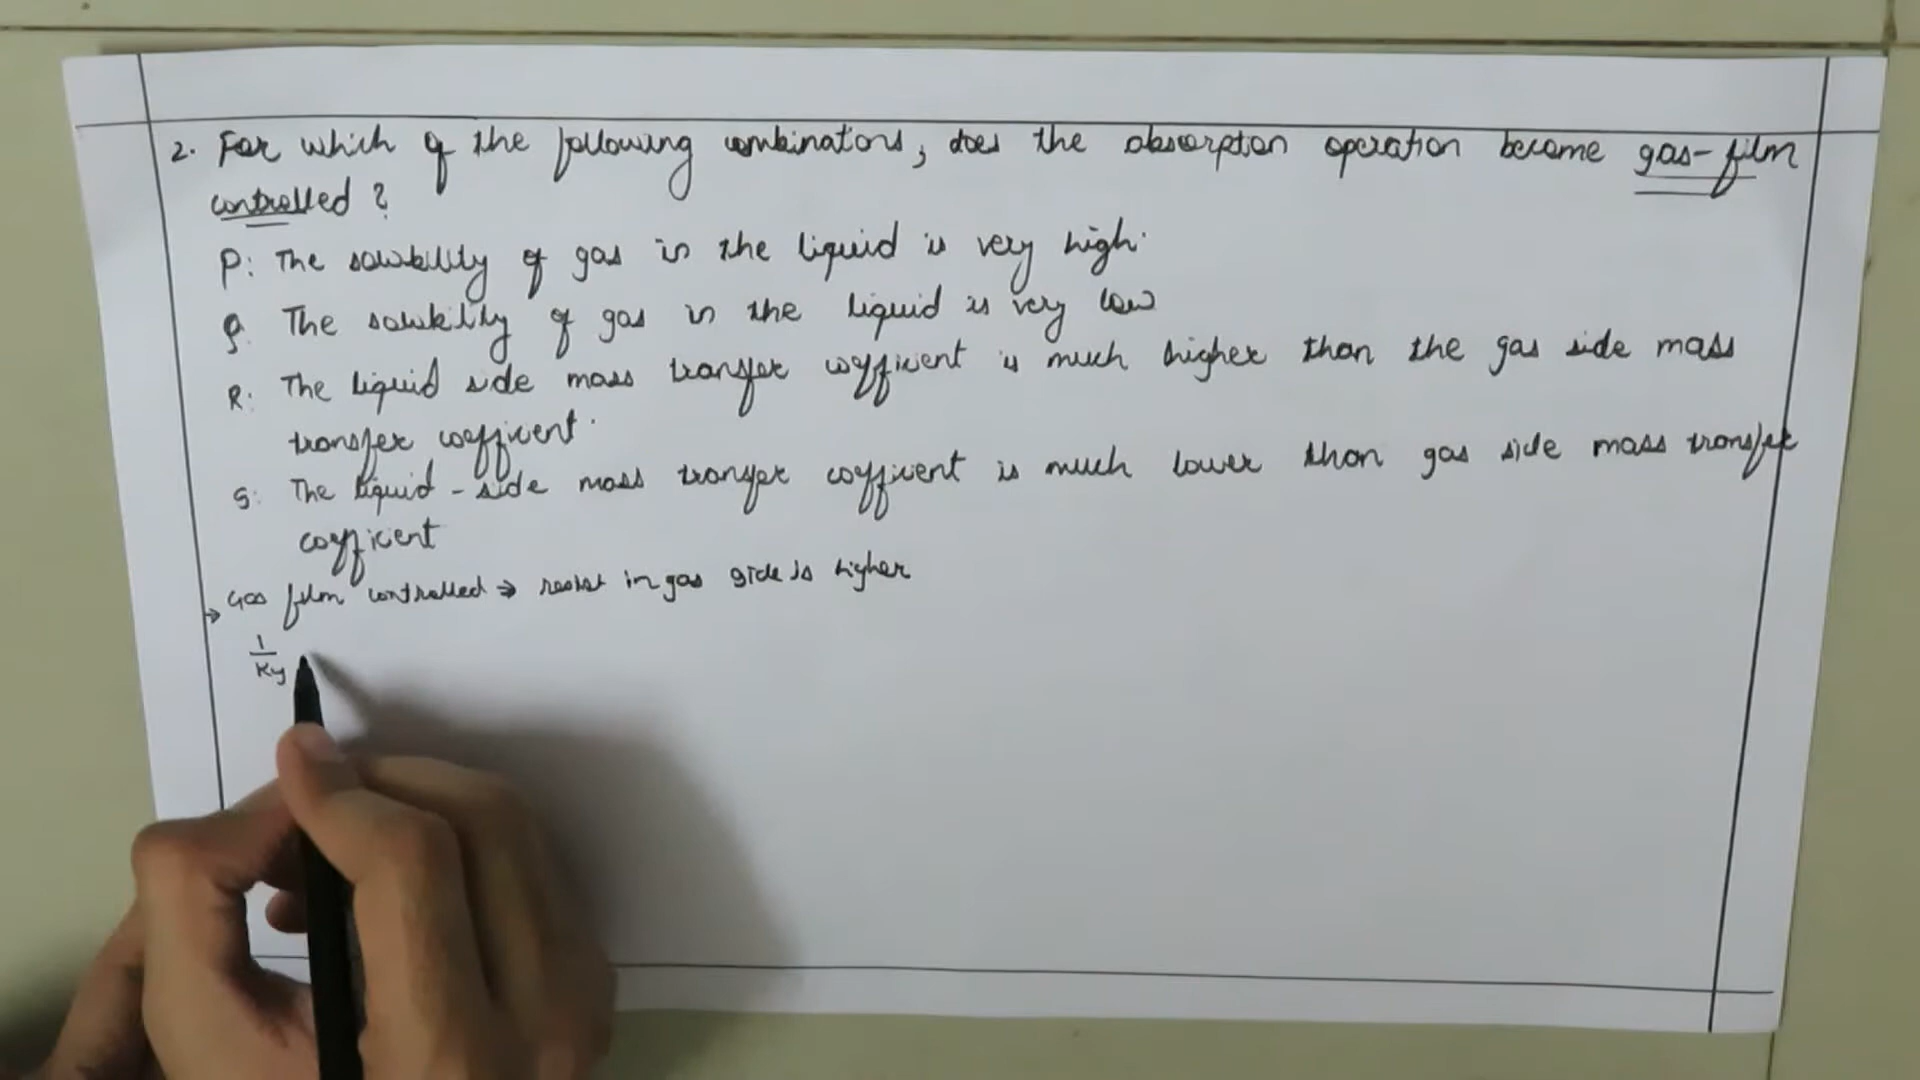 2. For which of the following combinations, does the absorption operation become gas-film
controlled?
P: The solubility of gas in the liquid is very high.
Q. The solubility of gas in the liquid is very low
R: The liquid side mass transfer coefficient is much higher than the gas side mass
transfer coefficient.
S: The liquid-side mass transfer coefficient is much lower than gas side mass transfer
coefficient
→ Gas film controlled ⇒ resist in gas side is higher
1
Ky